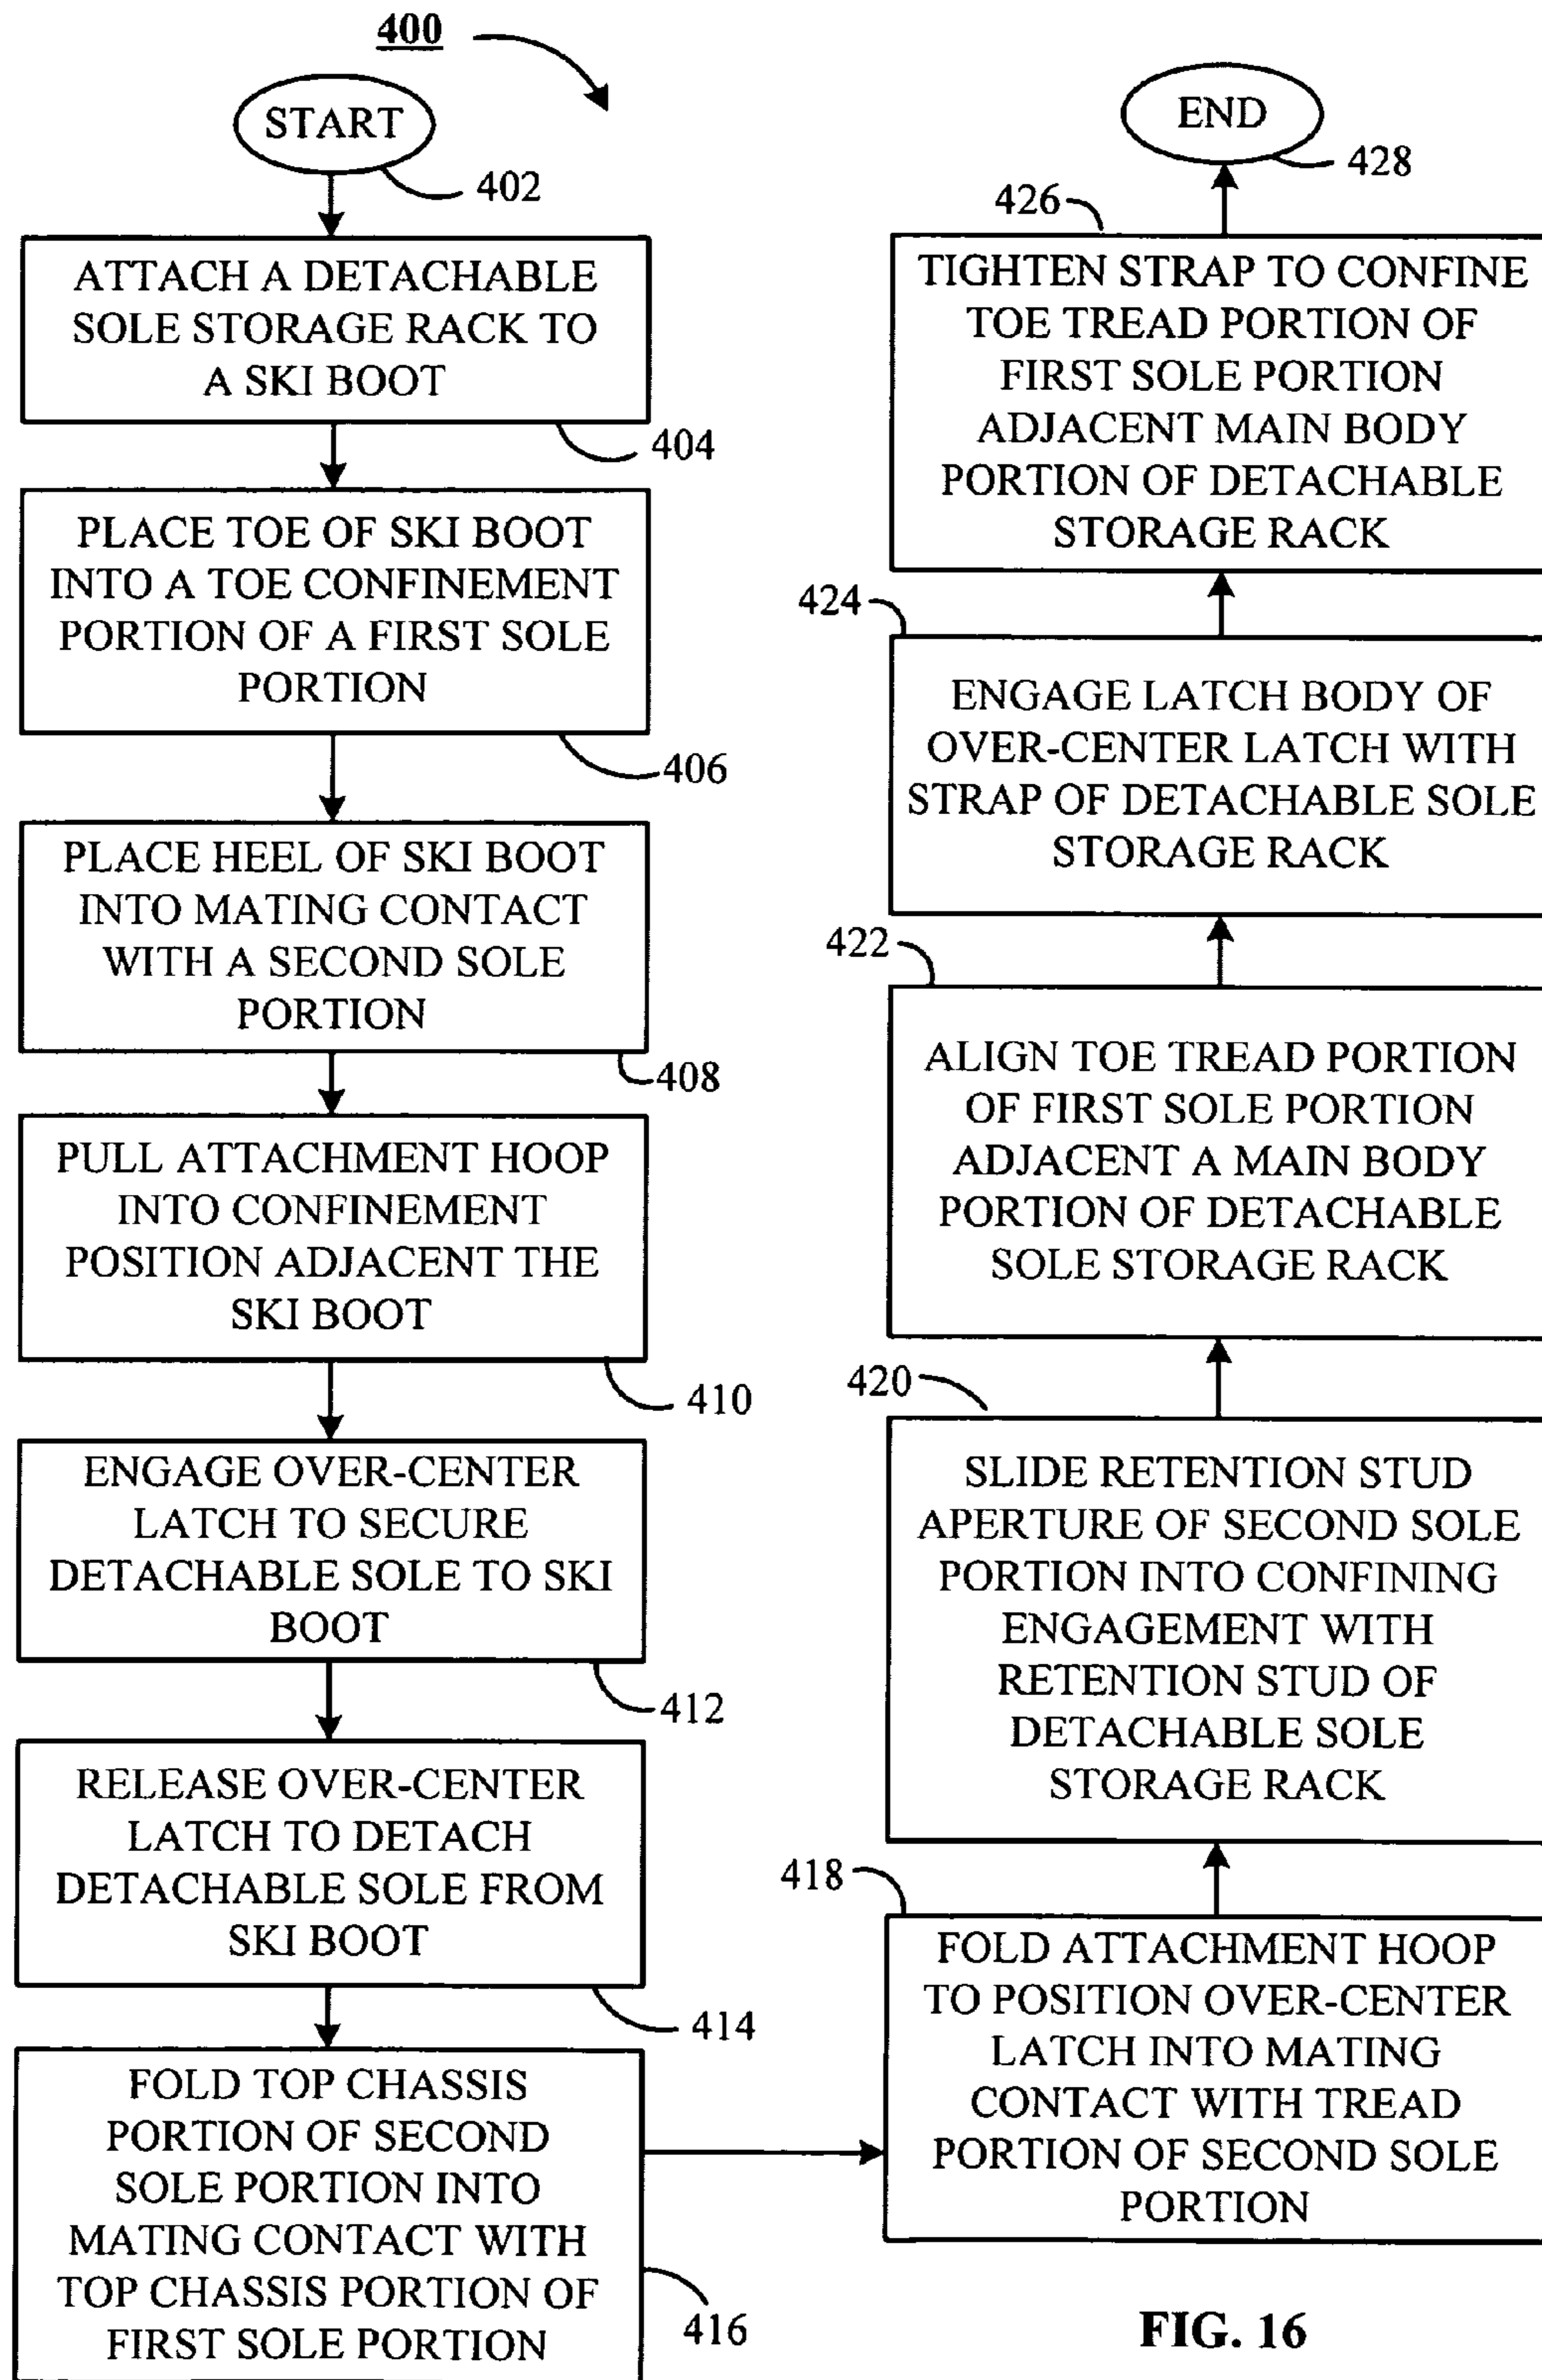 400
START
402
ATTACH A DETACHABLE
SOLE STORAGE RACK TO
A SKI BOOT
404
PLACE TOE OF SKI BOOT
INTO A TOE CONFINEMENT
PORTION OF A FIRST SOLE
PORTION
406
PLACE HEEL OF SKI BOOT
INTO MATING CONTACT
WITH A SECOND SOLE
PORTION
408
PULL ATTACHMENT HOOP
INTO CONFINEMENT
POSITION ADJACENT THE
SKI BOOT
410
ENGAGE OVER-CENTER
LATCH TO SECURE
DETACHABLE SOLE TO SKI
BOOT
412
RELEASE OVER-CENTER
LATCH TO DETACH
DETACHABLE SOLE FROM
SKI BOOT
414
FOLD TOP CHASSIS
PORTION OF SECOND
SOLE PORTION INTO
MATING CONTACT WITH
TOP CHASSIS PORTION OF
FIRST SOLE PORTION
416
418
FOLD ATTACHMENT HOOP
TO POSITION OVER-CENTER
LATCH INTO MATING
CONTACT WITH TREAD
PORTION OF SECOND SOLE
PORTION
420
SLIDE RETENTION STUD
APERTURE OF SECOND SOLE
PORTION INTO CONFINING
ENGAGEMENT WITH
RETENTION STUD OF
DETACHABLE SOLE
STORAGE RACK
422
ALIGN TOE TREAD PORTION
OF FIRST SOLE PORTION
ADJACENT A MAIN BODY
PORTION OF DETACHABLE
SOLE STORAGE RACK
424
ENGAGE LATCH BODY OF
OVER-CENTER LATCH WITH
STRAP OF DETACHABLE SOLE
STORAGE RACK
426
TIGHTEN STRAP TO CONFINE
TOE TREAD PORTION OF
FIRST SOLE PORTION
ADJACENT MAIN BODY
PORTION OF DETACHABLE
STORAGE RACK
END
428
FIG. 16